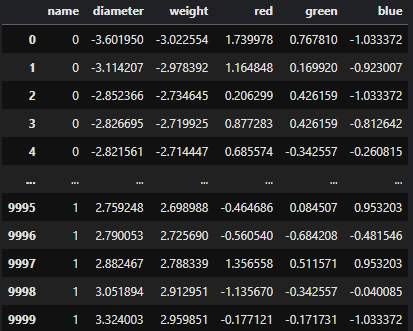 name diameter weight red green blue
0 0 -3.601950 -3.022554 1.739978 0.767810 -1.033372
1 0 -3.114207 -2.978392 1.164848 0.169920 -0.923007
2 0 -2.852366 -2.734645 0.206299 0.426159 -1.033372
3 0 -2.826695 -2.719925 0.877283 0.426159 -0.812642
4 0 -2.821561 -2.714447 0.685574 -0.342557 -0.260815
... ... ... ... ... ... ...
9995 1 2.759248 2.698988 -0.464686 0.084507 0.953203
9996 1 2.790053 2.725690 -0.560540 -0.684208 -0.481546
9997 1 2.882467 2.788339 1.356558 0.511571 0.953203
9998 1 3.051894 2.912951 -1.135670 -0.342557 -0.040085
9999 1 3.324003 2.959851 -0.177121 -0.171731 -1.033372